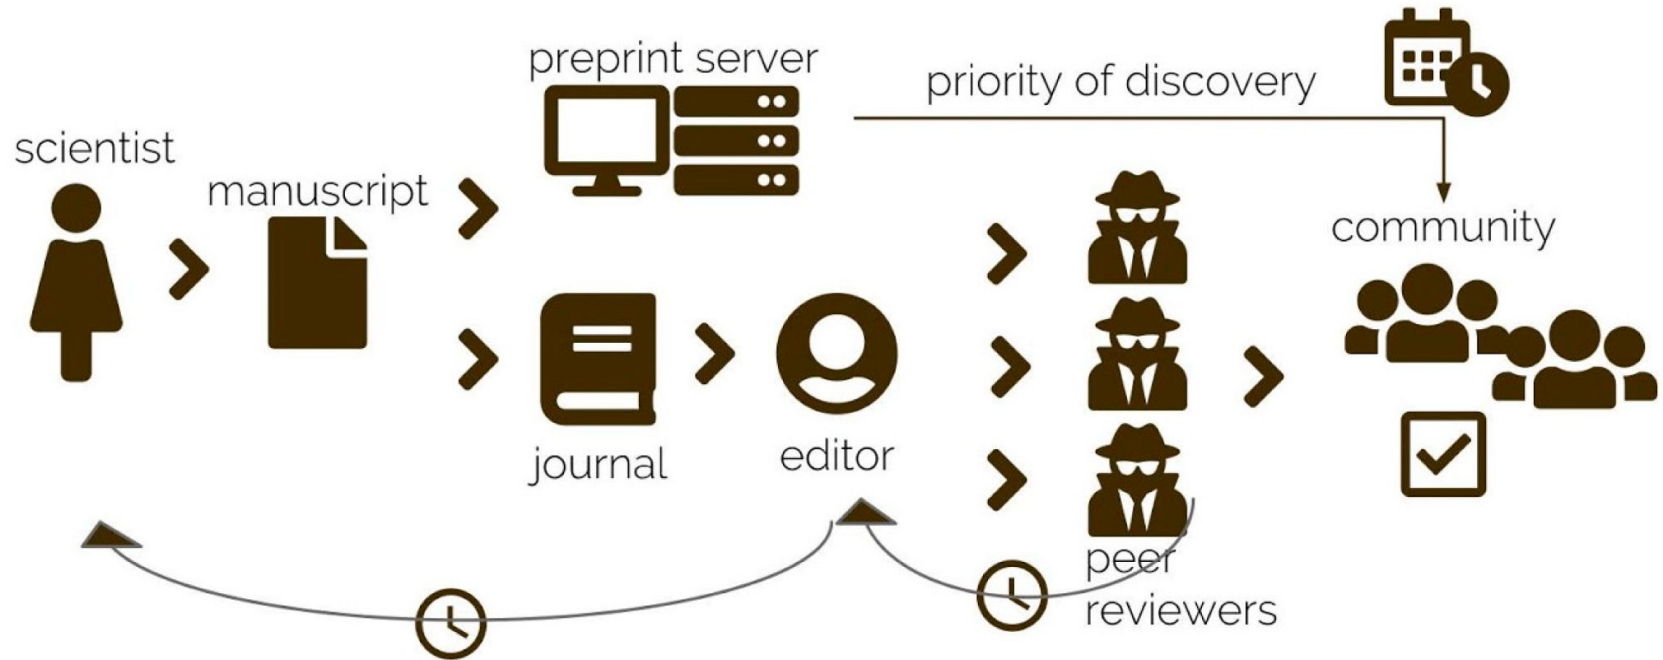 scientist
manuscript
preprint server
priority of discovery
community
journal
editor
peer
reviewers